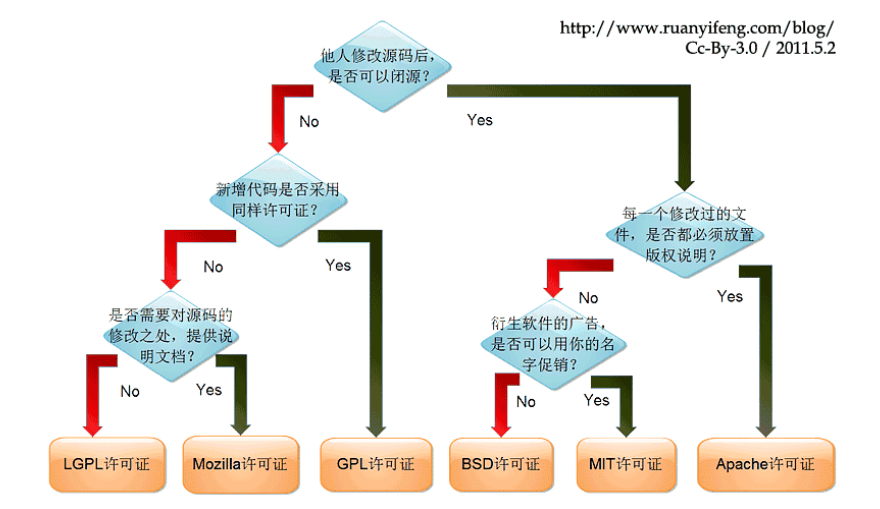 http://www.ruanyifeng.com/blog/
Cc-By-3.0 / 2011.5.2
他人修改源码后，
是否可以闭源？
No
Yes
新增代码是否采用
同样许可证？
每一个修改过的文
件，是否都必须放置
版权说明？
No
Yes
No
Yes
是否需要对源码的
修改之处，提供说
明文档？
衍生软件的广告，
是否可以用你的名
字促销？
No
Yes
No
Yes
LGPL许可证
Mozilla许可证
GPL许可证
BSD许可证
MIT许可证
Apache许可证